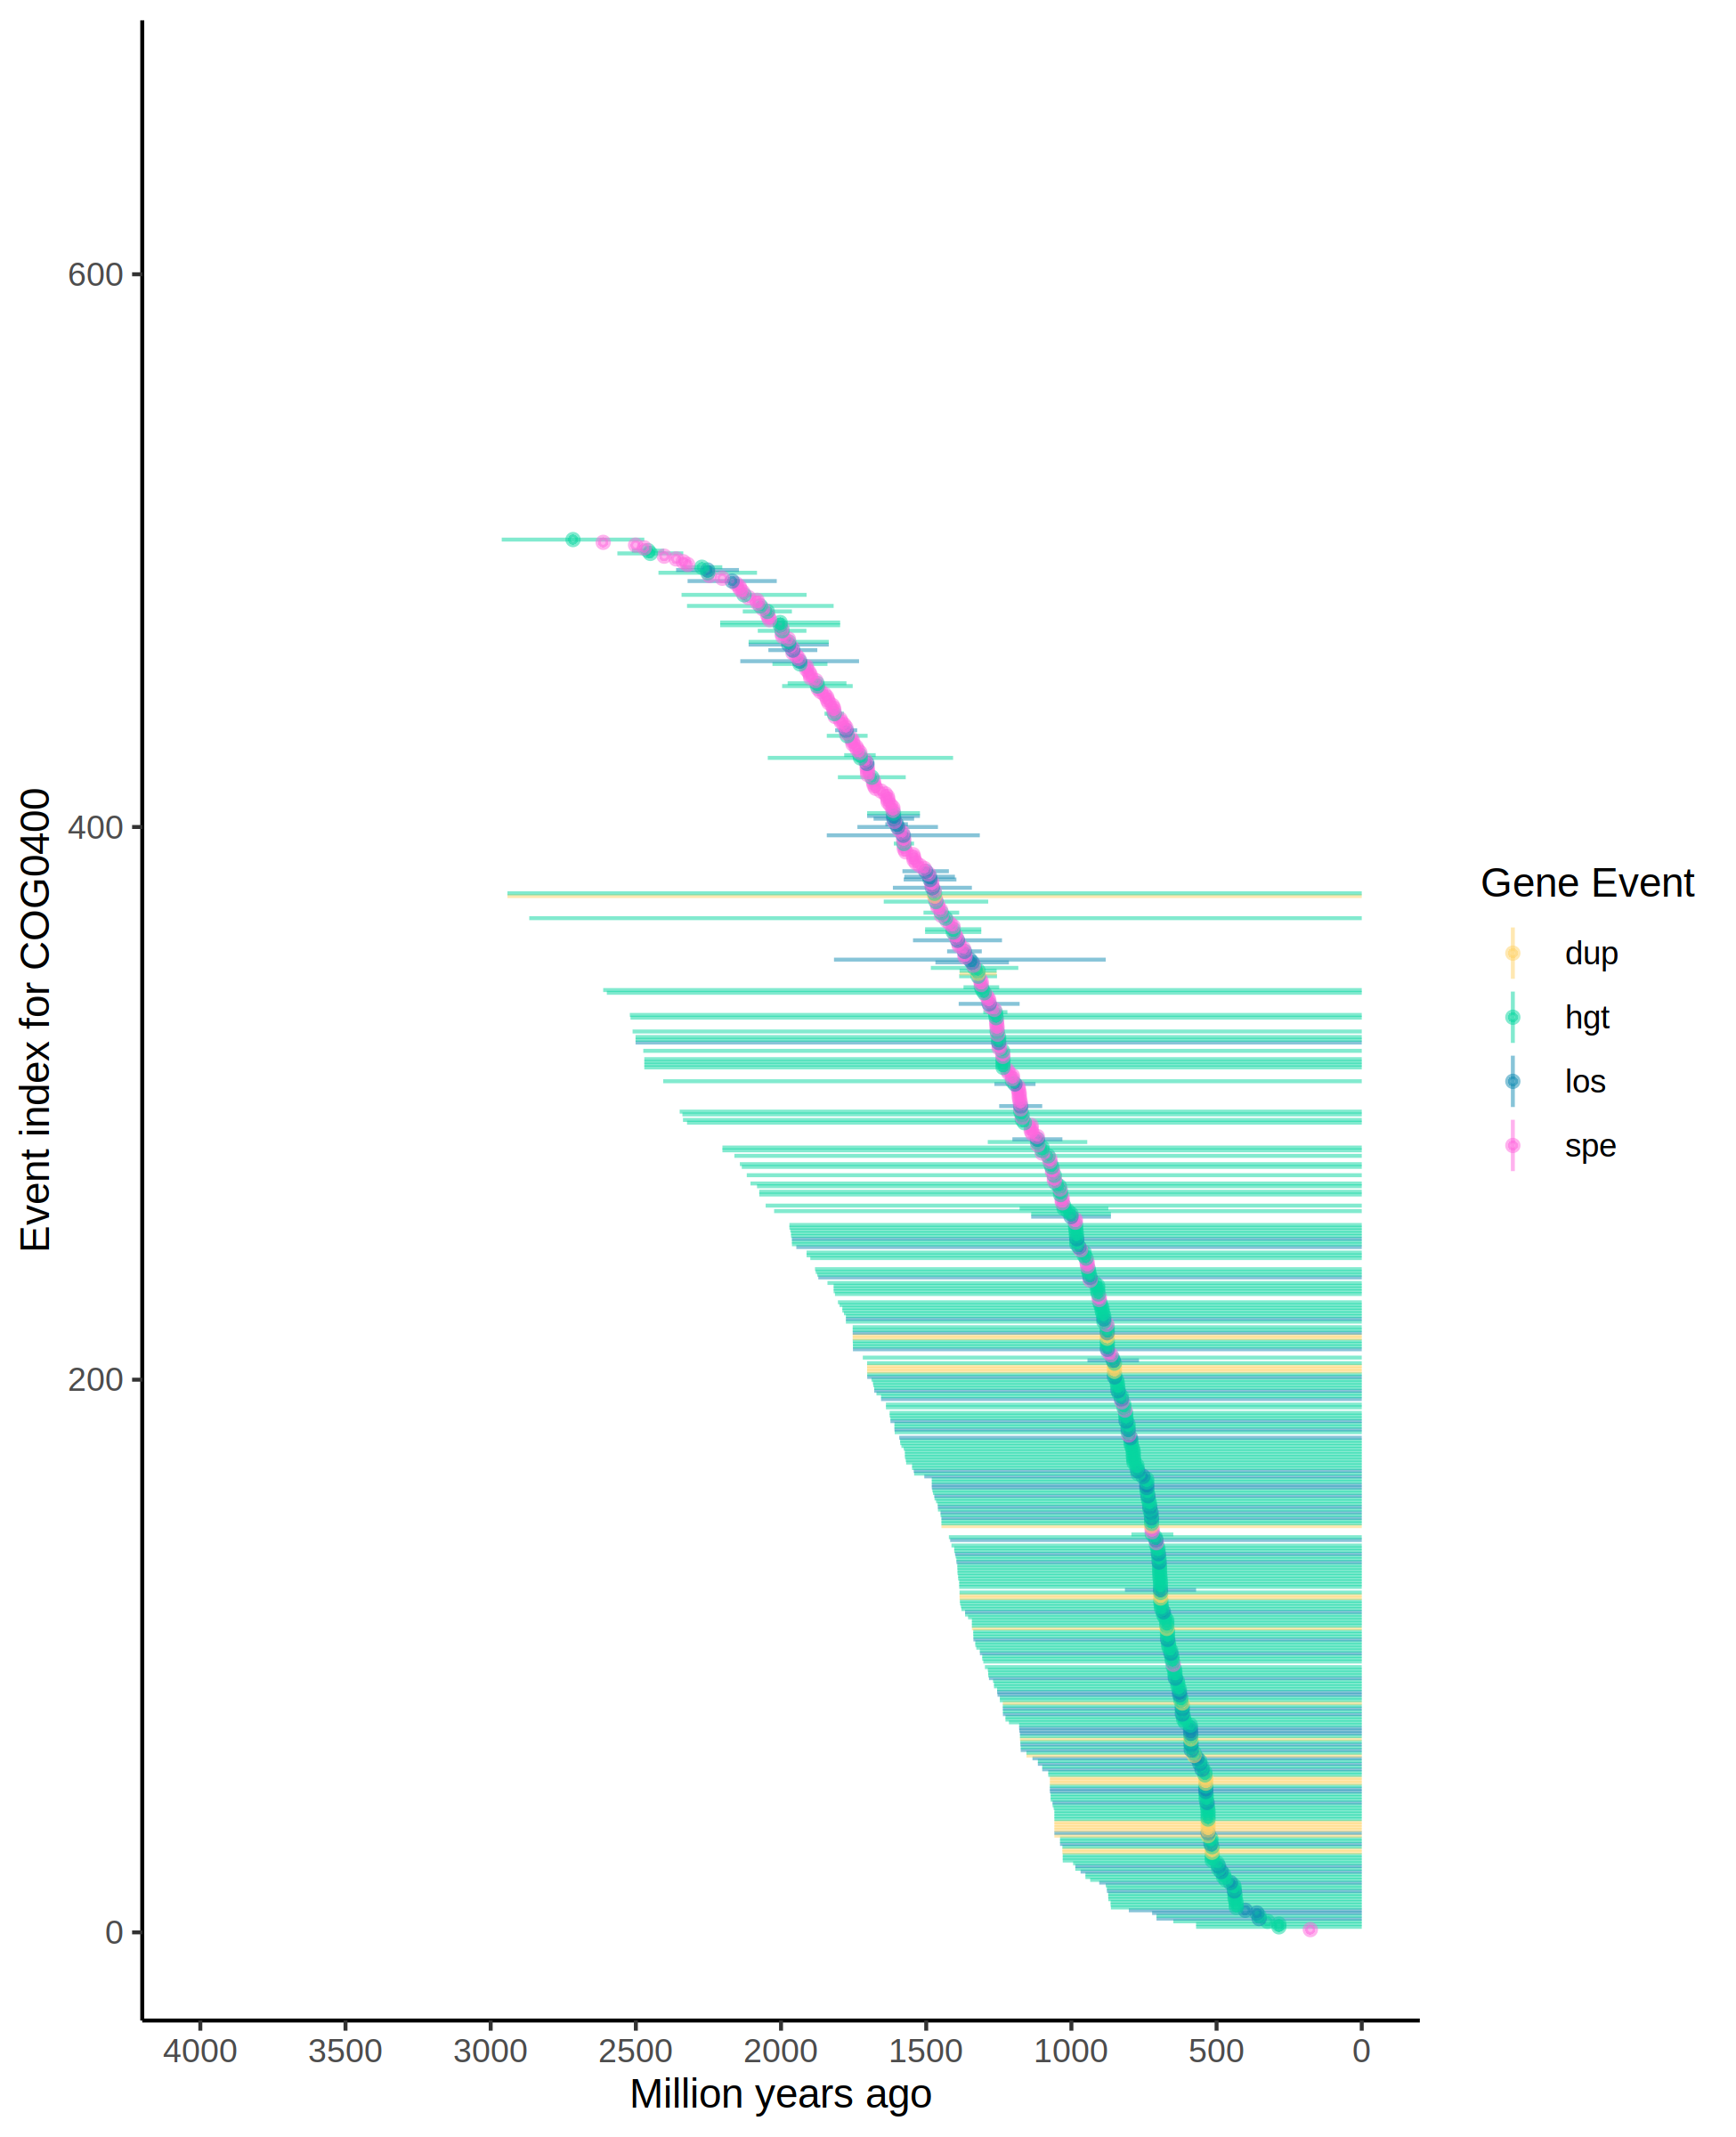 Event index for COG0400
600
400
200
0
4000 3500 3000 2500 2000 1500 1000 500 0
Million years ago
Gene Event
dup
hgt
los
spe